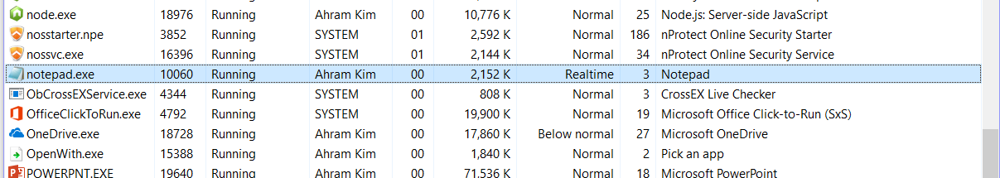 node.exe 18976 Running Ahram Kim 00 10,776 K Normal 25 Node.js: Server-side JavaScript
nosstarter.npe 3852 Running SYSTEM 01 2,592 K Normal 186 nProtect Online Security Starter
nossvc.exe 16396 Running SYSTEM 01 2,144 K Normal 34 nProtect Online Security Service
notepad.exe 10060 Running Ahram Kim 00 2,152 K Realtime 3 Notepad
ObCrossEXService.exe 4344 Running SYSTEM 00 808 K Normal 3 CrossEX Live Checker
OfficeClickToRun.exe 4792 Running SYSTEM 00 19,900 K Normal 19 Microsoft Office Click-to-Run (SxS)
OneDrive.exe 18728 Running Ahram Kim 00 17,860 K Below normal 27 Microsoft OneDrive
OpenWith.exe 15388 Running Ahram Kim 00 1,840 K Normal 2 Pick an app
POWERPNT.EXE 19640 Running Ahram Kim 00 71,536 K Normal 18 Microsoft PowerPoint